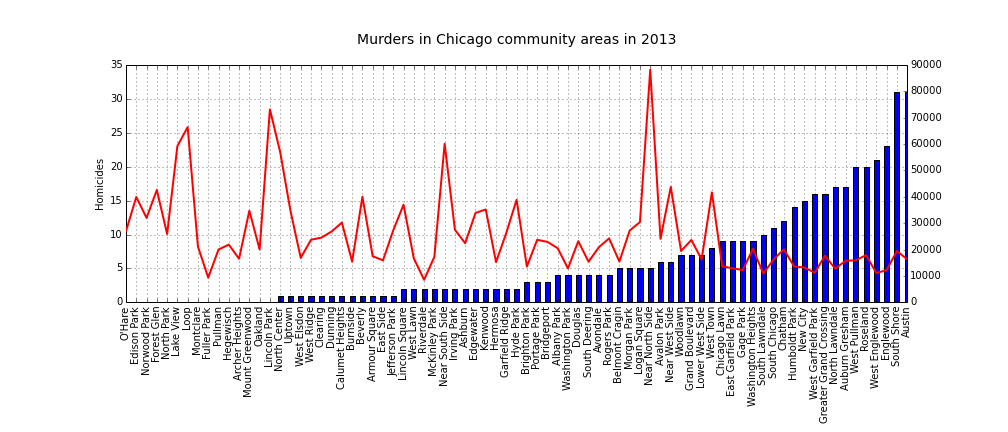 Murders in Chicago community areas in 2013
35
30
25
20
15
10
5
0
Homicides
90000
80000
70000
60000
50000
40000
30000
20000
10000
0
O'Hare
Edison Park
Norwood Park
Forest Glen
North Park
Lake View
Loop
Montclare
Fuller Park
Pullman
Hegewisch
Archer Heights
Mount Greenwood
Oakland
Lincoln Park
North Center
Uptown
West Elsdon
West Ridge
Clearing
Dunning
Calumet Heights
Burnside
Beverly
Armour Square
East Side
Jefferson Park
Lincoln Square
West Lawn
Riverdale
McKinley Park
Near South Side
Irving Park
Ashburn
Edgewater
Kenwood
Hermosa
Garfield Ridge
Hyde Park
Brighton Park
Portage Park
Bridgeport
Albany Park
Washington Park
Douglas
South Deering
Avondale
Rogers Park
Belmont Cragin
Morgan Park
Logan Square
Near North Side
Avalon Park
Near West Side
Woodlawn
Grand Boulevard
Lower West Side
West Town
Chicago Lawn
East Garfield Park
Gage Park
Washington Heights
South Lawndale
South Chicago
Chatham
Humboldt Park
New City
West Garfield Park
Greater Grand Crossing
North Lawndale
Auburn Gresham
West Pullman
Roseland
West Englewood
Englewood
South Shore
Austin